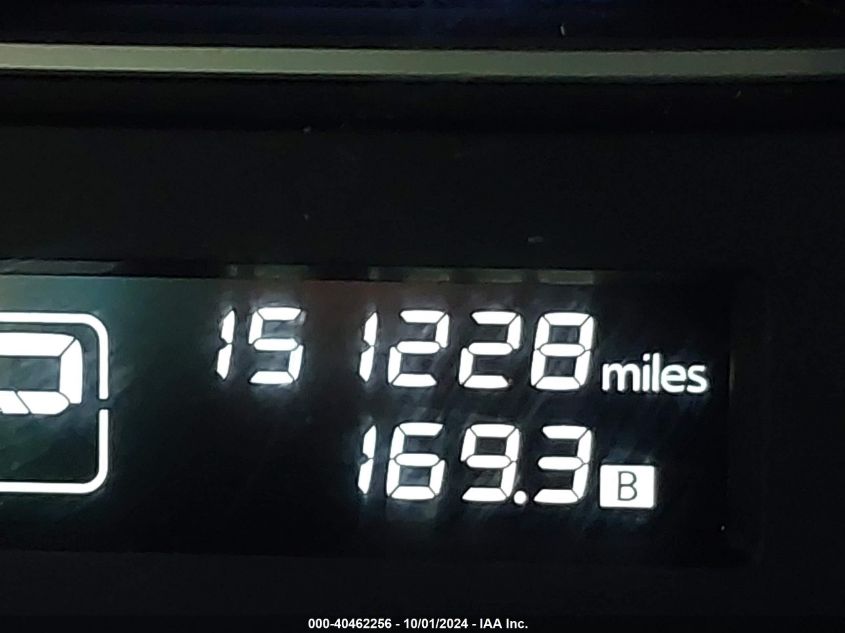 151228 miles
169.3 B
000-40462256 - 10/01/2024 - IAA Inc.